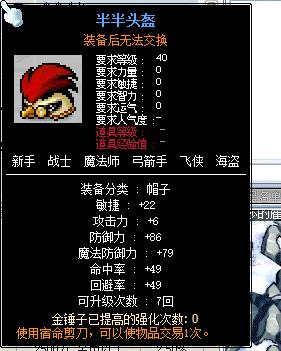 半半头盔
装备后无法交换
要求等级 : 40
要求力量 : 0
要求敏捷 : 0
要求智力 : 0
要求运气 : 0
要求人气度 : -
道具等级 : -
道具经验值 : -
新手 战士 魔法师 弓箭手 飞侠 海盗
装备分类 : 帽子
敏捷 : +22
攻击力 : +6
防御力 : +86
魔法防御力 : +79
命中率 : +49
回避率 : +49
可升级次数 : 7回
金锤子已提高的强化次数: 0
使用宿命剪刀，可以使物品交易1次。